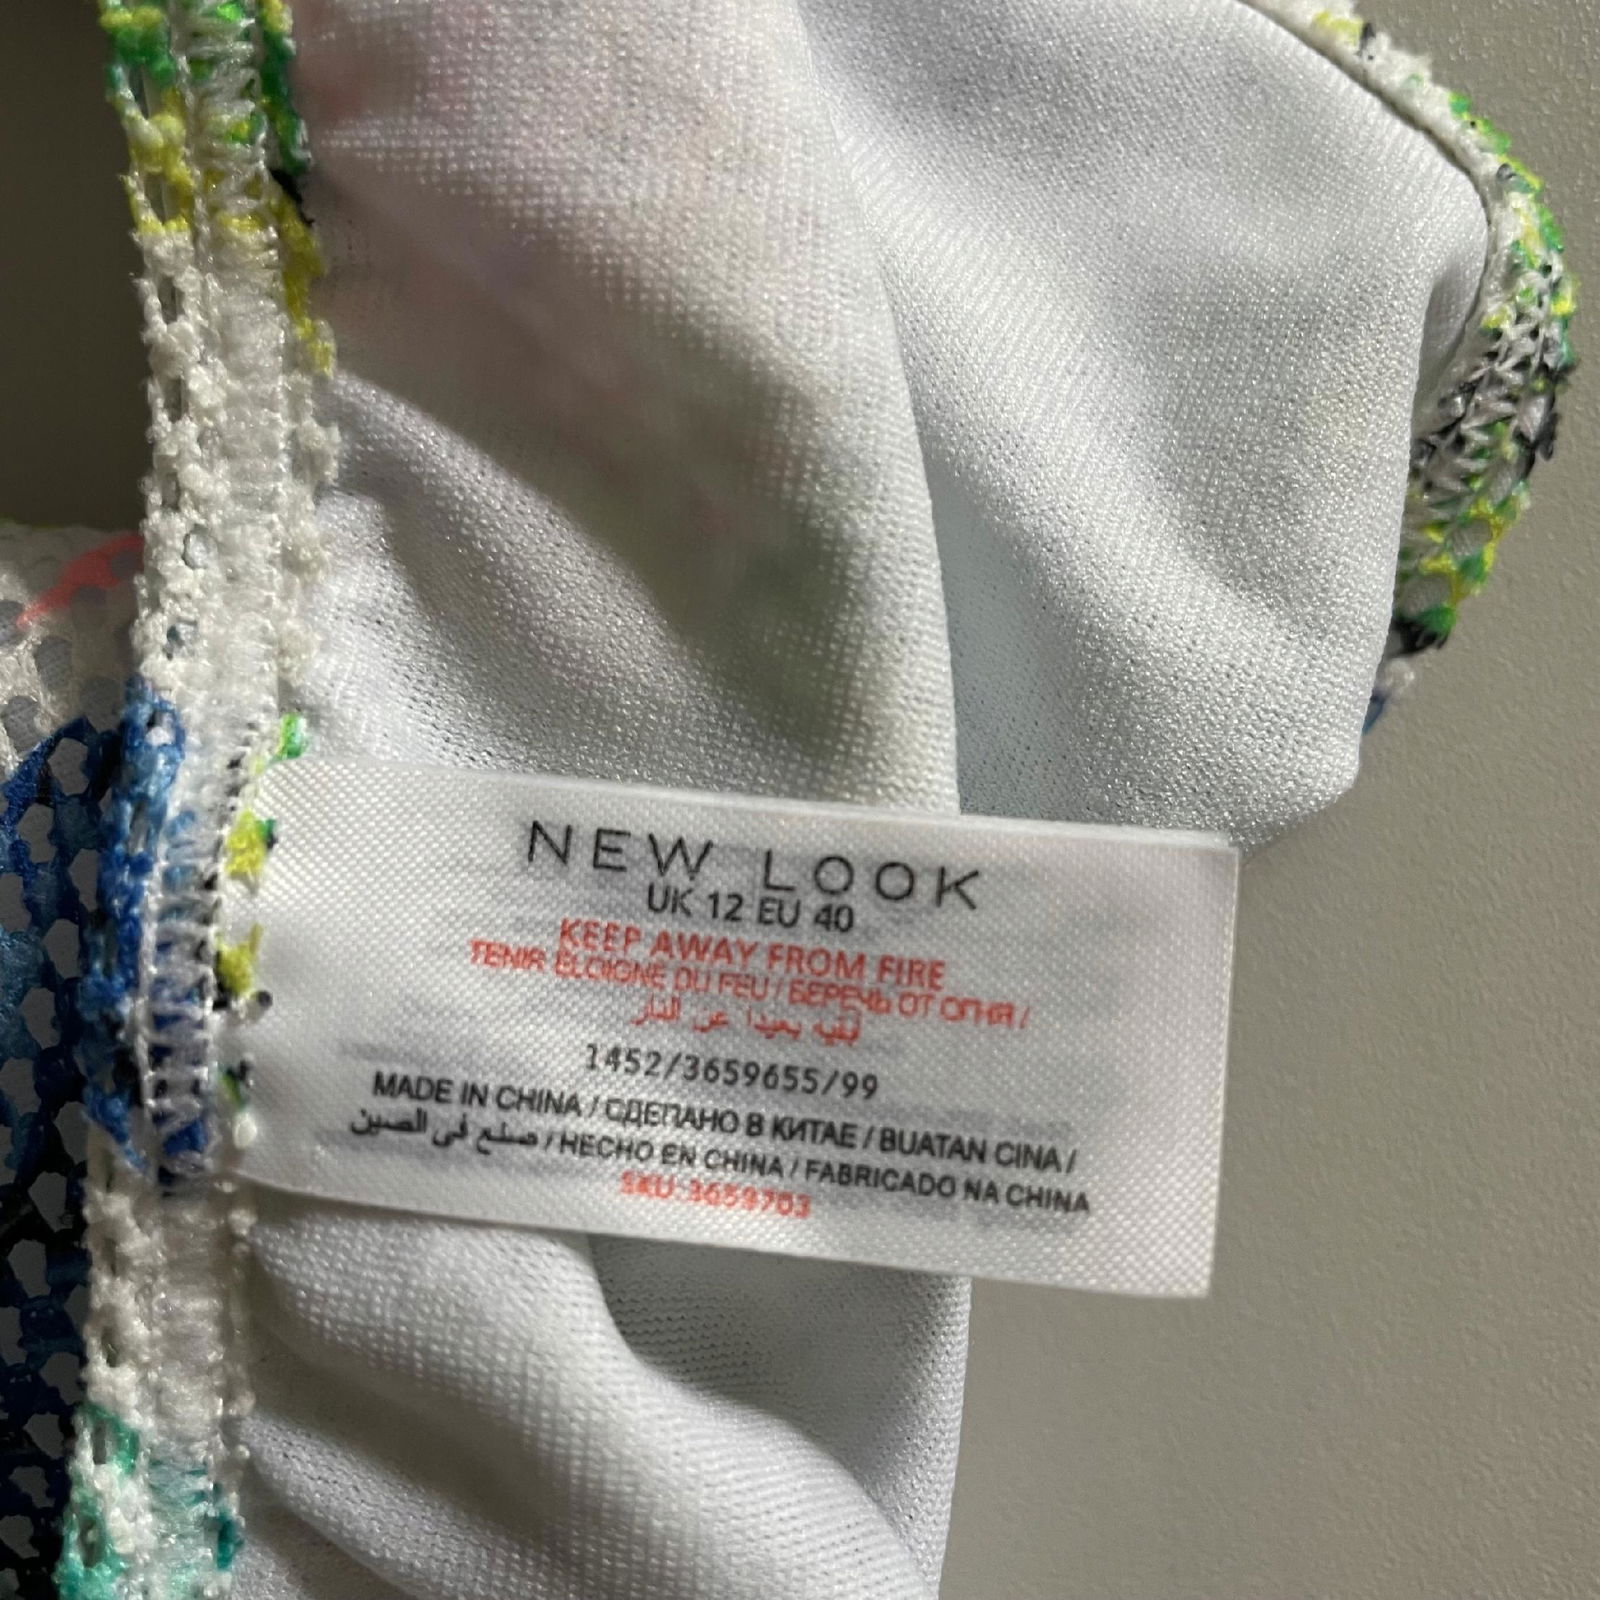 NEW LOOK
UK 12 EU 40
KEEP AWAY FROM FIRE
TENIR ÉLOIGNÉ DU FEU / БЕРЕЧЬ ОТ ОГНЯ /
إبقيه بعيدا عن النار
1452/3659655/99
MADE IN CHINA / СДЕЛАНО В КИТАЕ / BUATAN CINA /
صنع في الصين / HECHO EN CHINA / FABRICADO NA CHINA
SKU:3659703